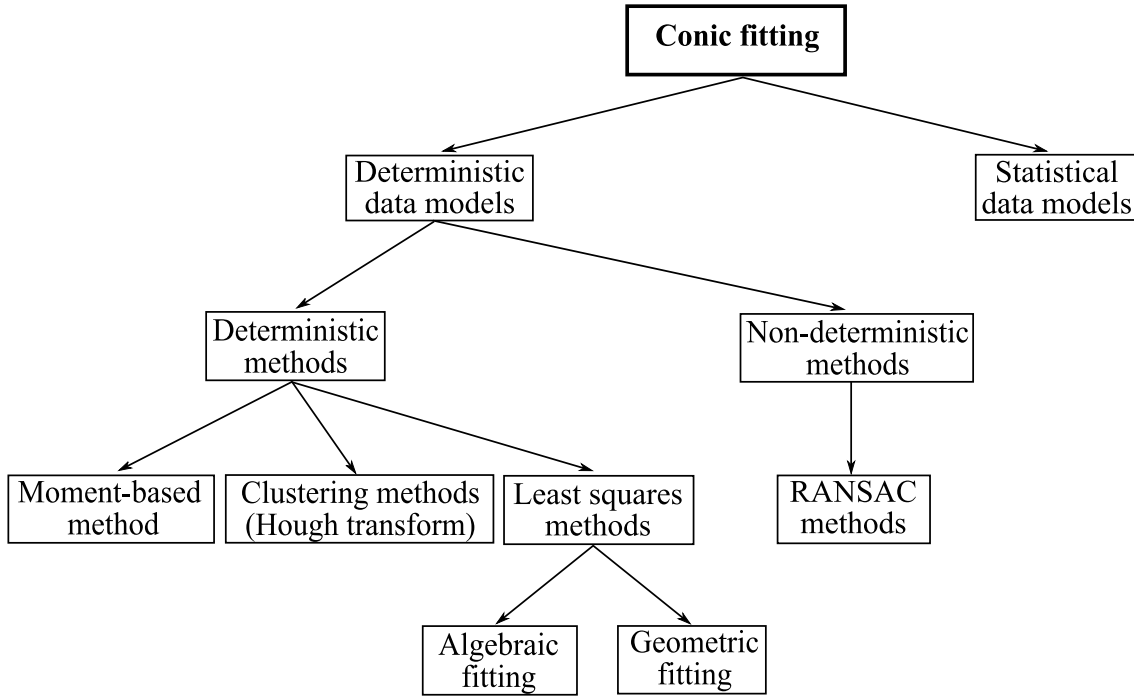 Conic fitting
Deterministic
data models
Statistical
data models
Deterministic
methods
Non-deterministic
methods
Moment-based
method
Clustering methods
(Hough transform)
Least squares
methods
RANSAC
methods
Algebraic
fitting
Geometric
fitting